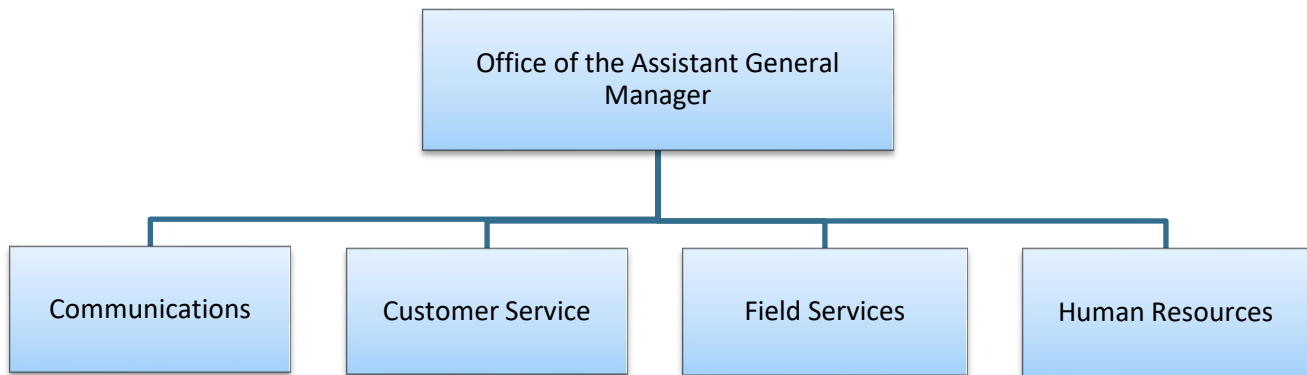 Office of the Assistant General
Manager
Communications
Customer Service
Field Services
Human Resources